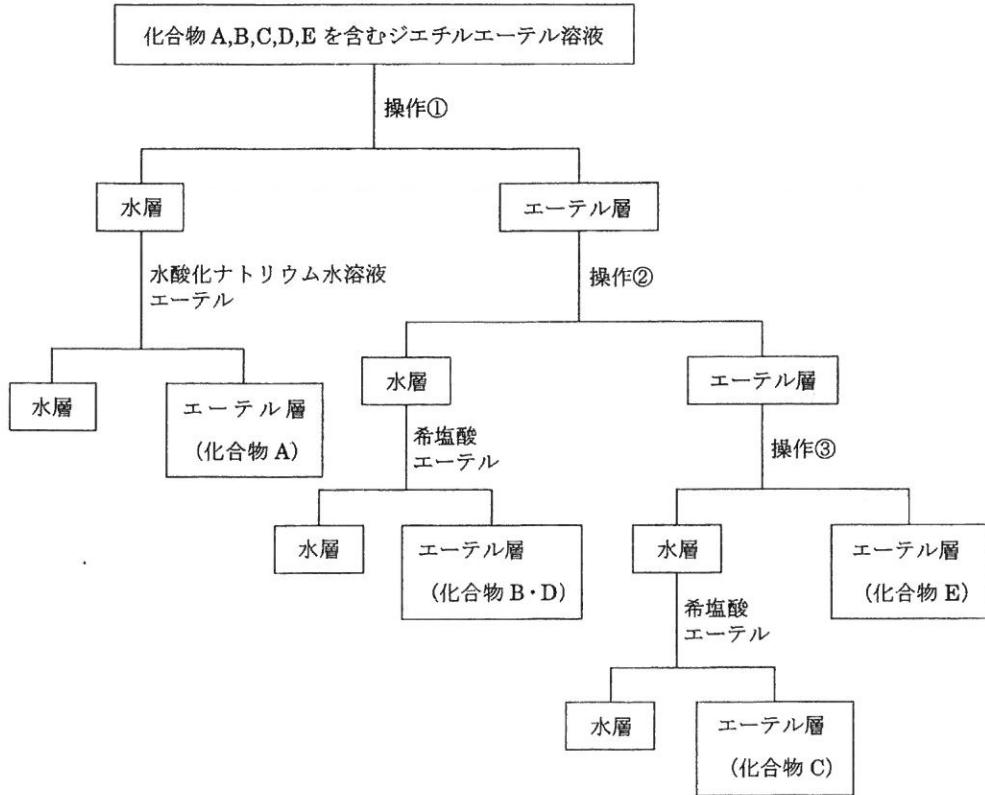 化合物 A,B,C,D,E を含むジエチルエーテル溶液
操作①
水層
エーテル層
水酸化ナトリウム水溶液
エーテル
操作②
水層
エーテル層
(化合物 A)
水層
エーテル層
希塩酸
エーテル
操作③
水層
エーテル層
(化合物 B・D)
水層
エーテル層
(化合物 E)
希塩酸
エーテル
水層
エーテル層
(化合物 C)